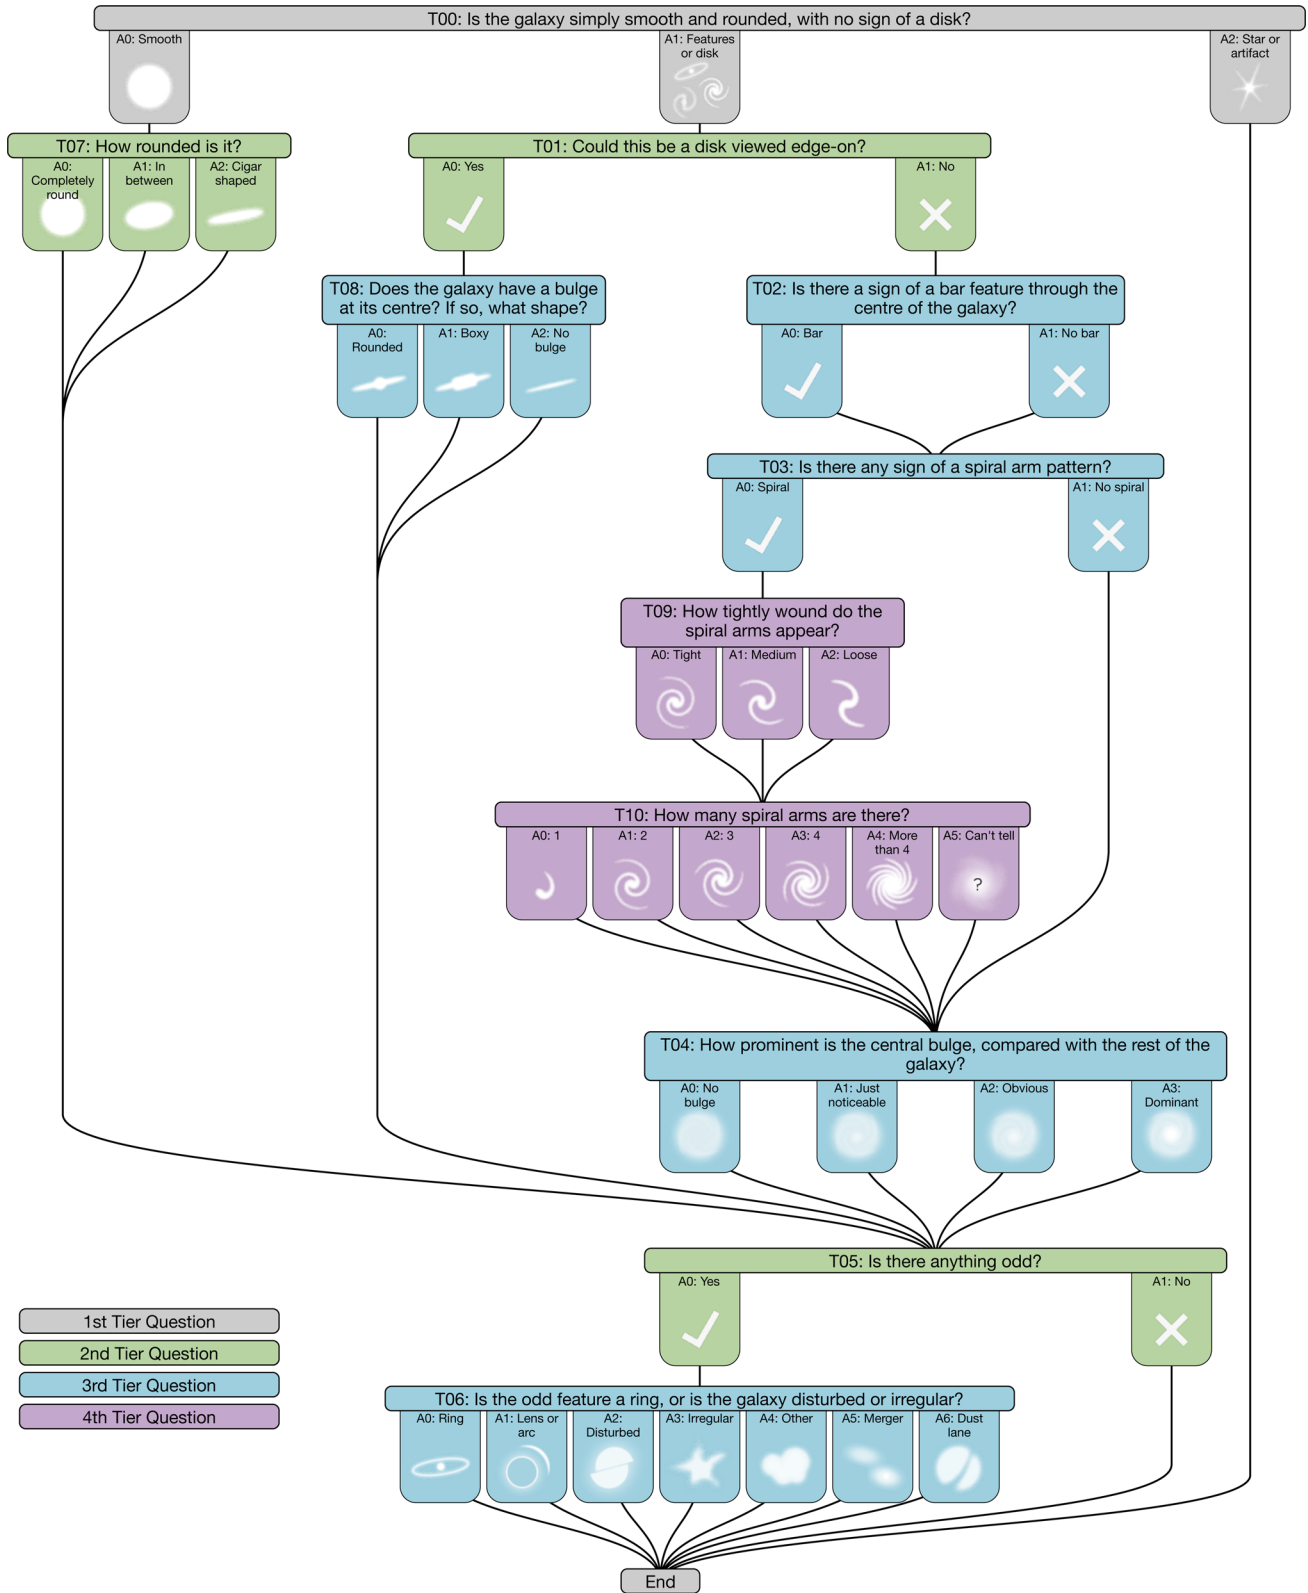 T00: Is the galaxy simply smooth and rounded, with no sign of a disk?
A0: Smooth
A1: Features
or disk
A2: Star or
artifact
T07: How rounded is it?
A0:
Completely
round
A1: In
between
A2: Cigar
shaped
T01: Could this be a disk viewed edge-on?
A0: Yes
A1: No
T08: Does the galaxy have a bulge
at its centre? If so, what shape?
A0:
Rounded
A1: Boxy
A2: No
bulge
T02: Is there a sign of a bar feature through the
centre of the galaxy?
A0: Bar
A1: No bar
T03: Is there any sign of a spiral arm pattern?
A0: Spiral
A1: No spiral
T09: How tightly wound do the
spiral arms appear?
A0: Tight
A1: Medium
A2: Loose
T10: How many spiral arms are there?
A0: 1
A1: 2
A2: 3
A3: 4
A4: More
than 4
A5: Can't tell
?
T04: How prominent is the central bulge, compared with the rest of the
galaxy?
A0: No
bulge
A1: Just
noticeable
A2: Obvious
A3:
Dominant
T05: Is there anything odd?
A0: Yes
A1: No
1st Tier Question
2nd Tier Question
3rd Tier Question
4th Tier Question
T06: Is the odd feature a ring, or is the galaxy disturbed or irregular?
A0: Ring
A1: Lens or
arc
A2:
Disturbed
A3: Irregular
A4: Other
A5: Merger
A6: Dust
lane
End